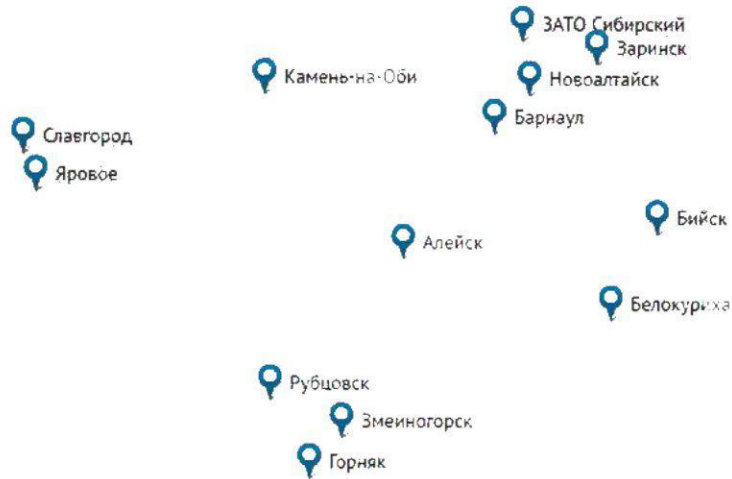 ЗАТО Сибирский
Заринск
Камень-на-Оби
Новоалтайск
Барнаул
Славгород
Яровое
Бийск
Алейск
Белокуриха
Рубцовск
Змеиногорск
Горняк